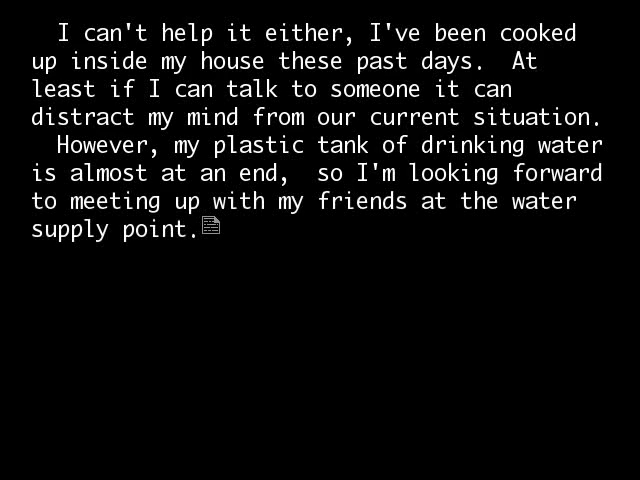 I can't help it either, I've been cooked
up inside my house these past days.  At
least if I can talk to someone it can
distract my mind from our current situation.
However, my plastic tank of drinking water
is almost at an end,  so I'm looking forward
to meeting up with my friends at the water
supply point.